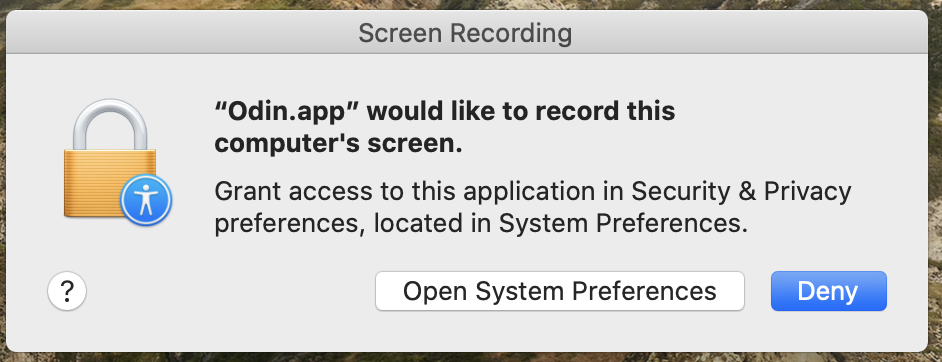 Screen Recording
“Odin.app” would like to record this
computer's screen.
Grant access to this application in Security & Privacy
preferences, located in System Preferences.
?
Open System Preferences
Deny